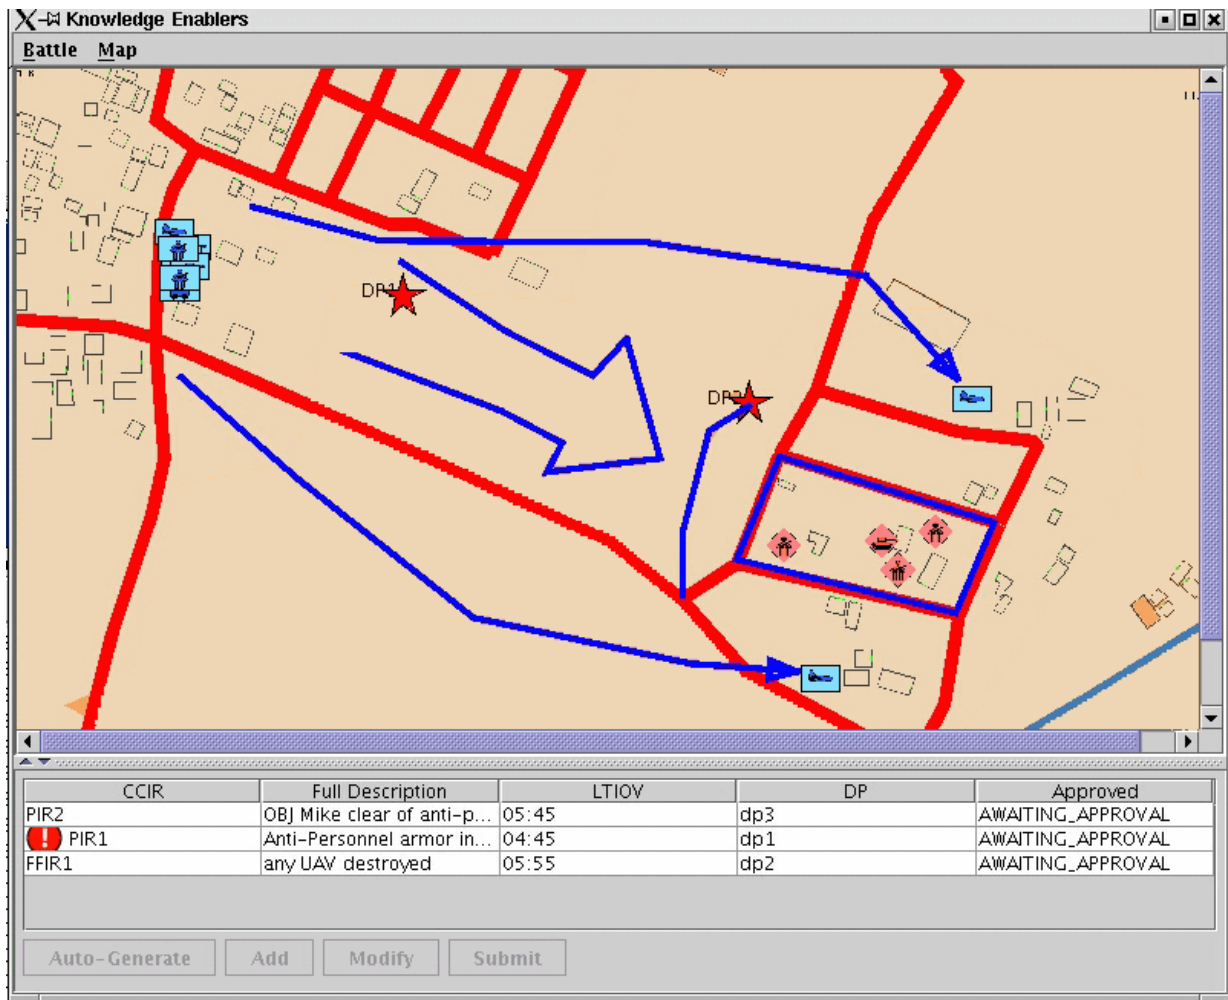 Knowledge Enablers
Battle Map
DP1
CCIR Full Description LTIOV DP Approved
PIR2 OBJ Mike clear of anti-p... 05:45 dp3 AWAITING_APPROVAL
PIR1 Anti-Personnel armor in... 04:45 dp1 AWAITING_APPROVAL
FFIR1 any UAV destroyed 05:55 dp2 AWAITING_APPROVAL
Auto-Generate Add Modify Submit